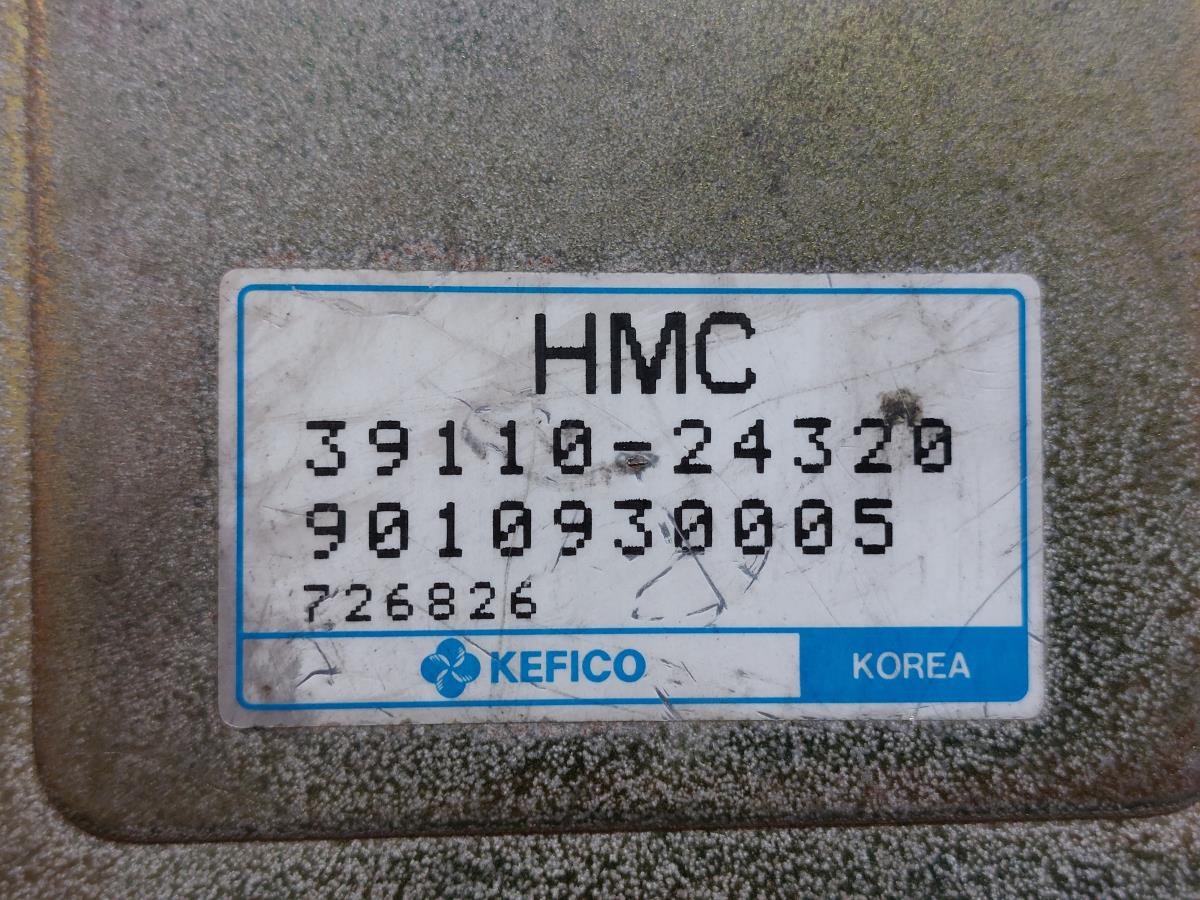 HMC
39110-24320
9010930005
726826
KEFICO
KOREA